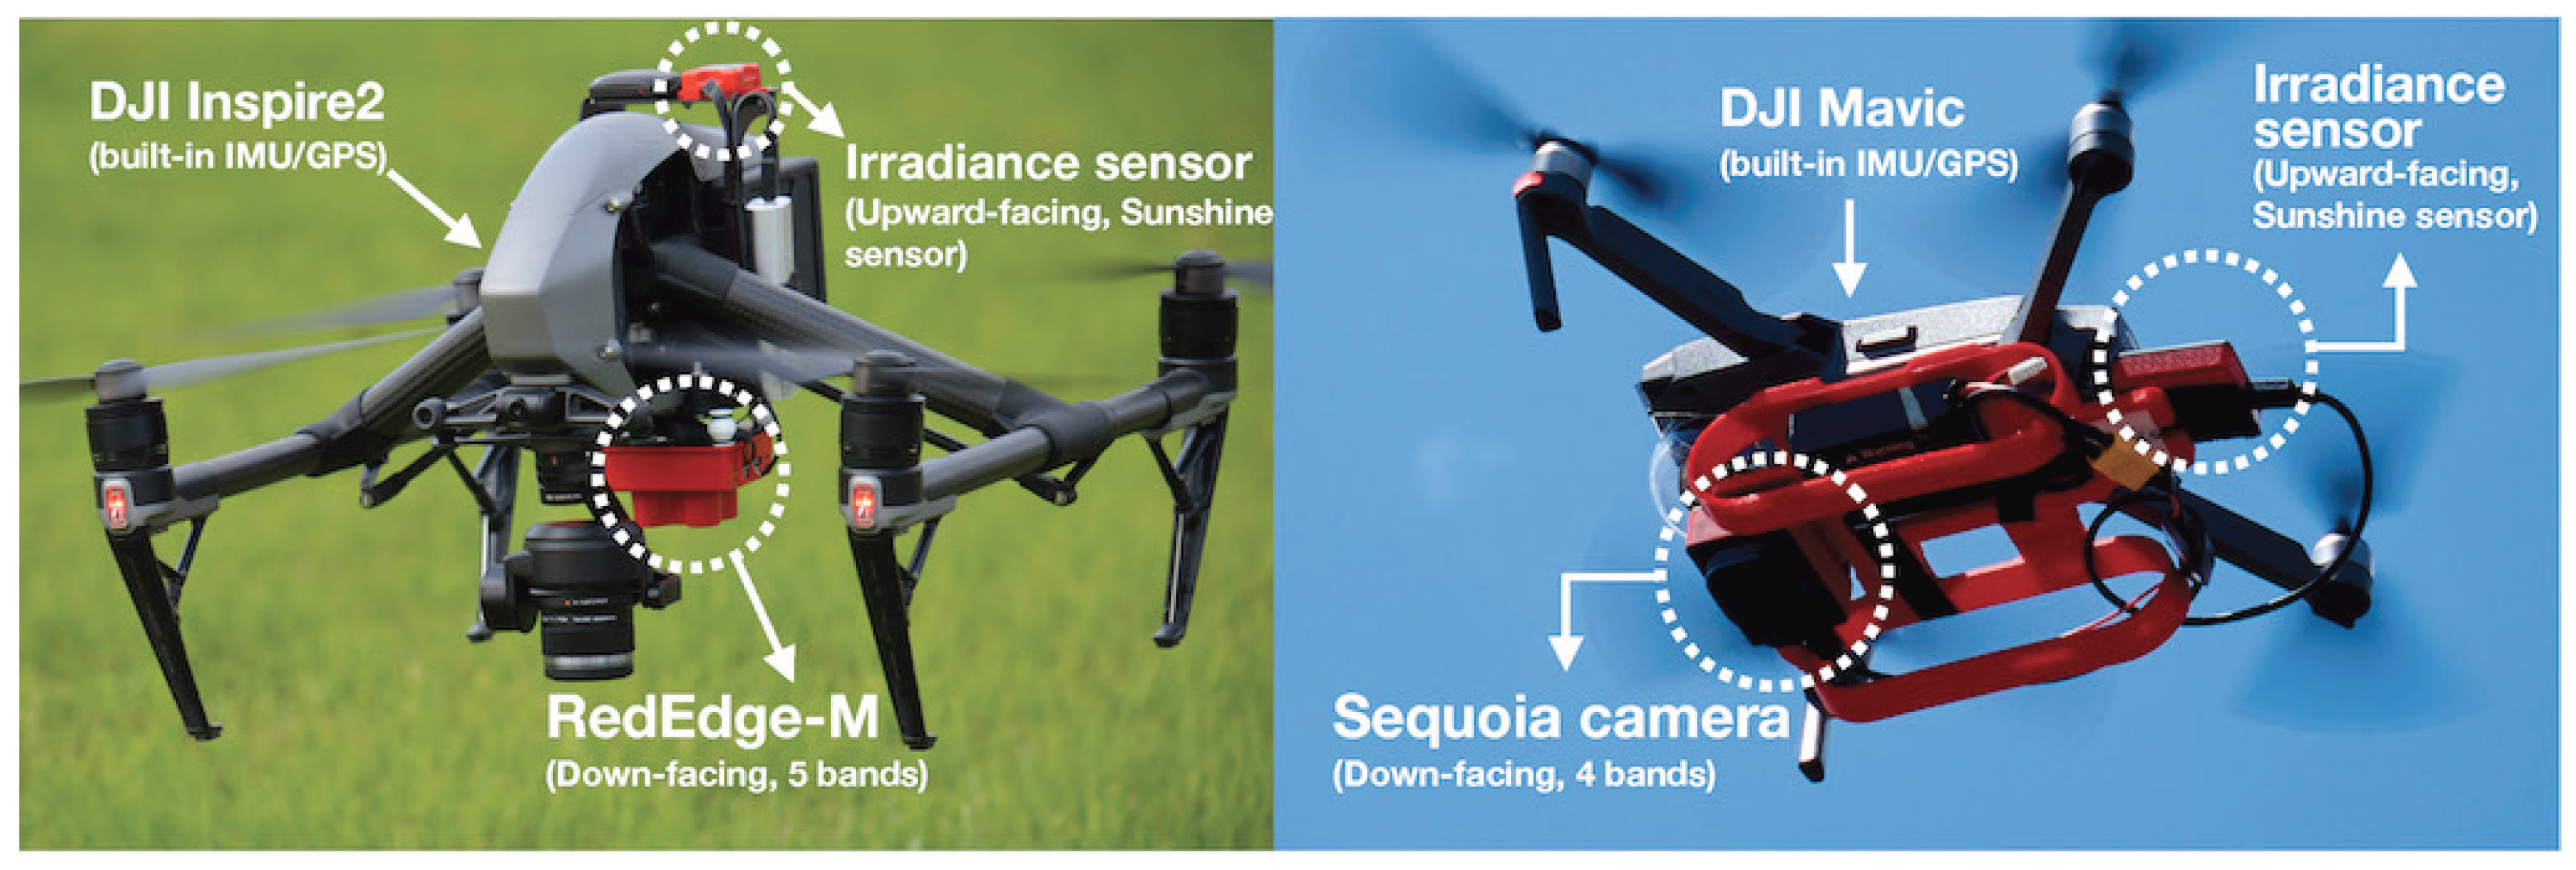 DJI Inspire2
(built-in IMU/GPS)
Irradiance sensor
(Upward-facing, Sunshine
sensor)
RedEdge-M
(Down-facing, 5 bands)
DJI Mavic
(built-in IMU/GPS)
Irradiance
sensor
(Upward-facing,
Sunshine sensor)
Warning
Sequoia camera
(Down-facing, 4 bands)